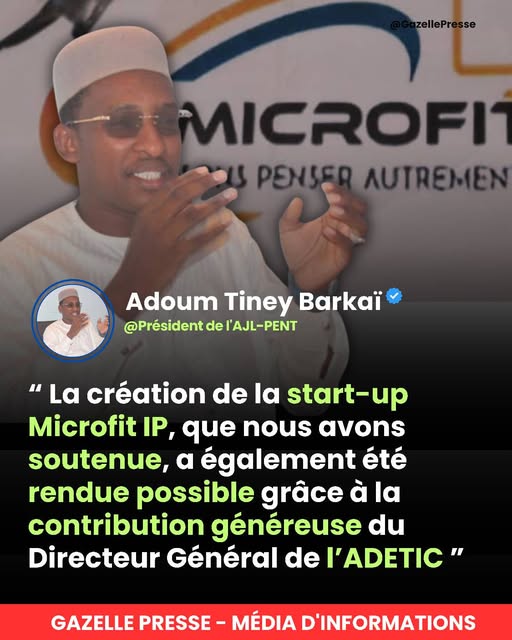 @GazellePresse
MICROFIT
PENSER AUTREMEN
Adoum Tiney Barkaï
@Président de l'AJL-PENT
“ La création de la start-up
Microfit IP, que nous avons
soutenue, a également été
rendue possible grâce à la
contribution généreuse du
Directeur Général de l’ADETIC ”
GAZELLE PRESSE - MÉDIA D'INFORMATIONS